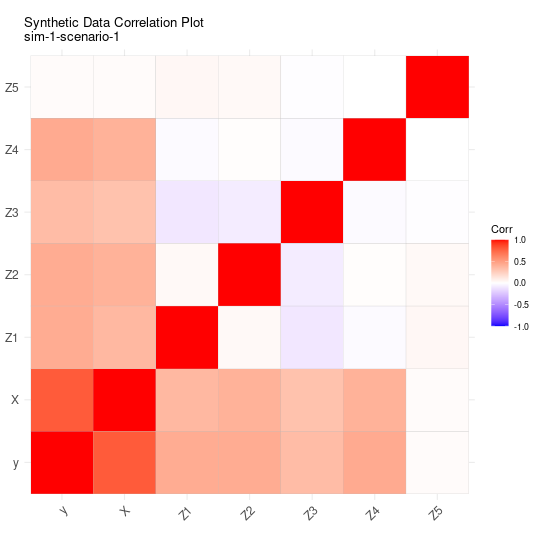 Synthetic Data Correlation Plot
sim-1-scenario-1
Z5
Z4
Z3
Z2
Z1
X
y
y
X
Z1
Z2
Z3
Z4
Z5
Corr
1.0
0.5
0.0
-0.5
-1.0